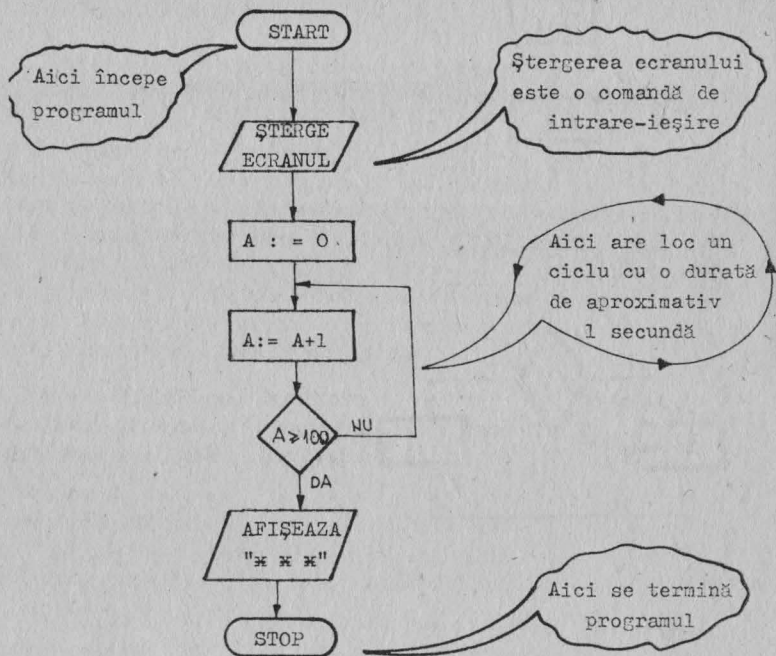 START
Aici începe
programul
Ştergerea ecranului
este o comandă de
intrare-ieşire
ŞTERGE
ECRANUL
A : = 0
Aici are loc un
ciclu cu o durată
de aproximativ
1 secundă
A:= A+1
A⩾100
NU
DA
AFIŞEAZA
"x x x"
Aici se termină
programul
STOP